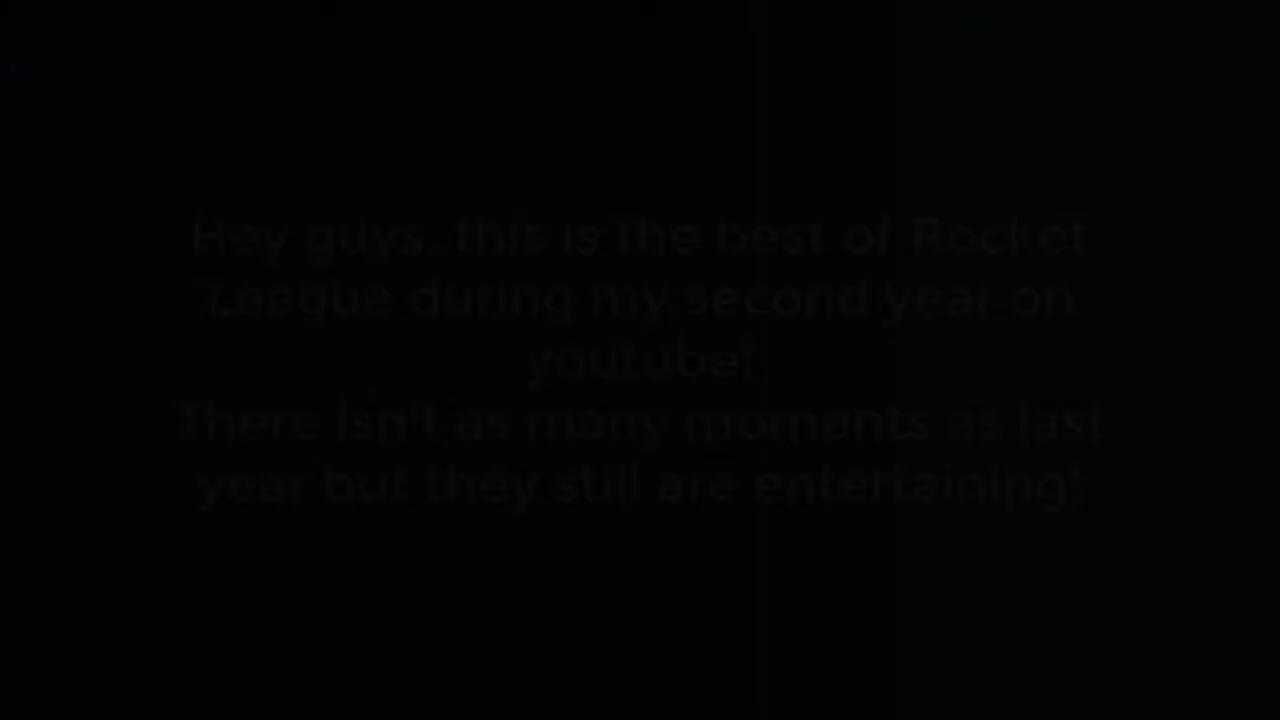 Hey guys, this is the best of Rocket
League during my second year on
youtube!
There isn't as many moments as last
year but they still are entertaining!